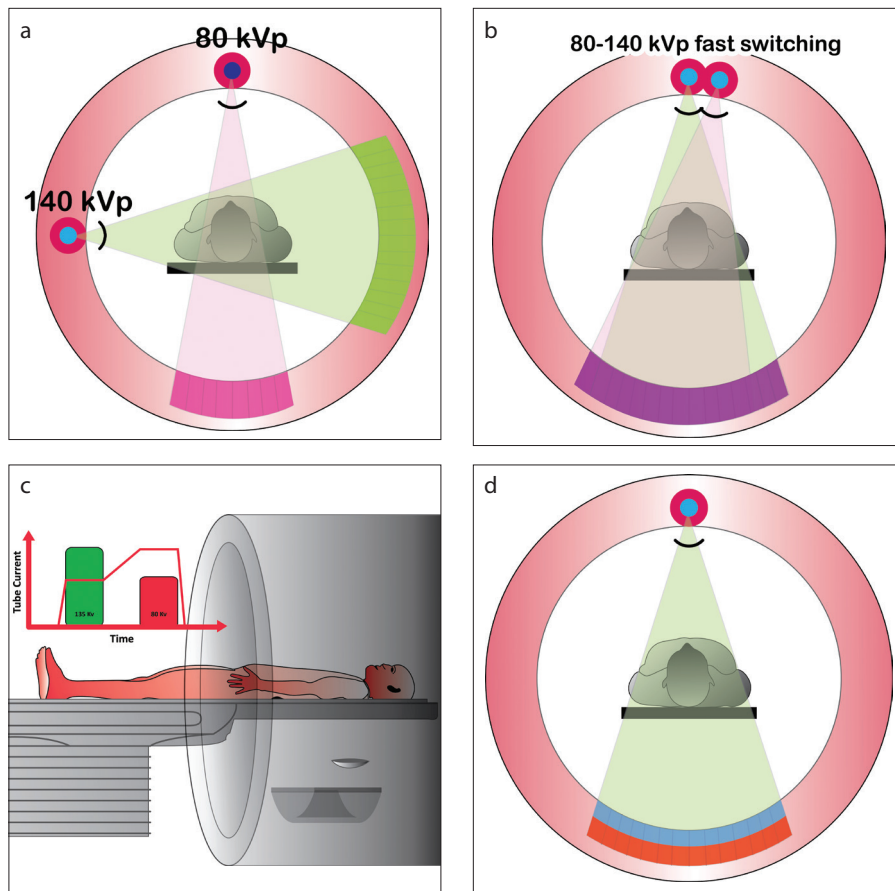 a
80 kVp
140 kVp
b
80-140 kVp fast switching
c
Tube Current
135 Kv
80 Kv
Time
d